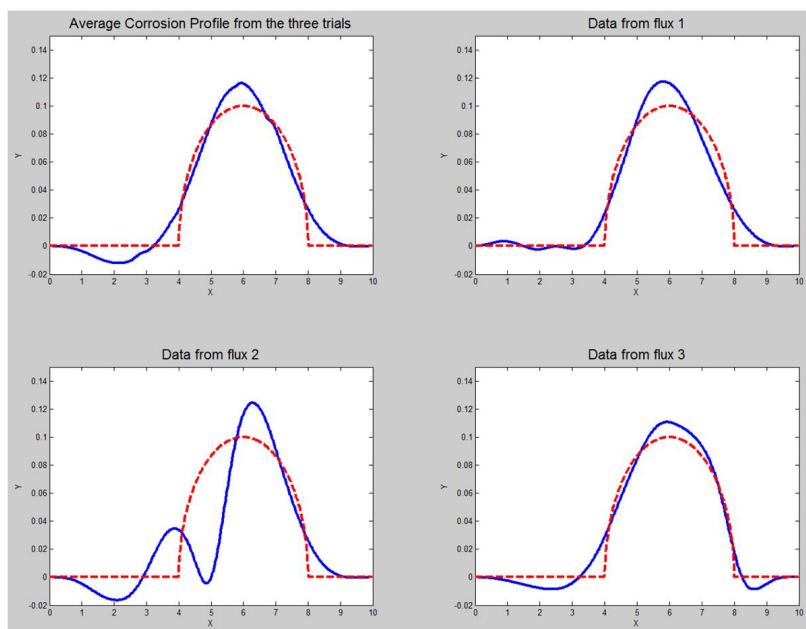 Average Corrosion Profile from the three trials
0.14
0.12
0.1
0.08
0.06
0.04
0.02
0
-0.02
Y
0 1 2 3 4 5 6 7 8 9 10
X
Data from flux 1
0.14
0.12
0.1
0.08
0.06
0.04
0.02
0
-0.02
Y
0 1 2 3 4 5 6 7 8 9 10
X
Data from flux 2
0.14
0.12
0.1
0.08
0.06
0.04
0.02
0
-0.02
Y
0 1 2 3 4 5 6 7 8 9 10
X
Data from flux 3
0.14
0.12
0.1
0.08
0.06
0.04
0.02
0
-0.02
Y
0 1 2 3 4 5 6 7 8 9 10
X